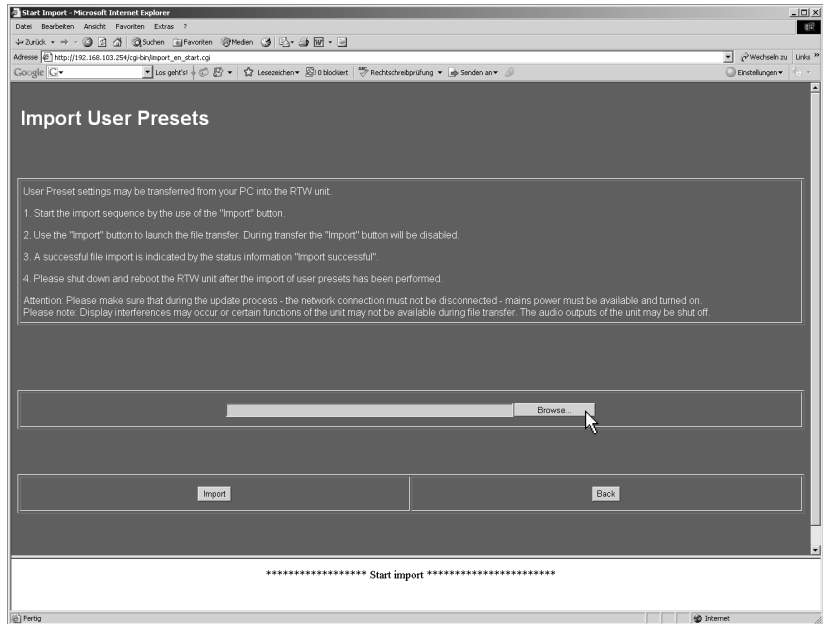 Start Import - Microsoft Internet Explorer
Datei Bearbeiten Ansicht Favoriten Extras ?
Zurück Suchen Favoriten Medien
Adresse http://192.168.103.254/cgi-bin/import_en_start.cgi Wechseln zu Links »
Google G Los geht's! Lesezeichen 0 blockiert Rechtschreibprüfung Senden an Einstellungen
Import User Presets
User Preset settings may be transferred from your PC into the RTW unit.
1. Start the import sequence by the use of the "Import" button.
2. Use the "Import" button to launch the file transfer. During transfer the "Import" button will be disabled.
3. A successful file import is indicated by the status information "Import successful".
4. Please shut down and reboot the RTW unit after the import of user presets has been performed.
Attention: Please make sure that during the update process - the network connection must not be disconnected - mains power must be available and turned on.
Please note: Display interferences may occur or certain functions of the unit may not be available during file transfer. The audio outputs of the unit may be shut off.
Browse...
Import Back
****************** Start import ***********************
Fertig Internet